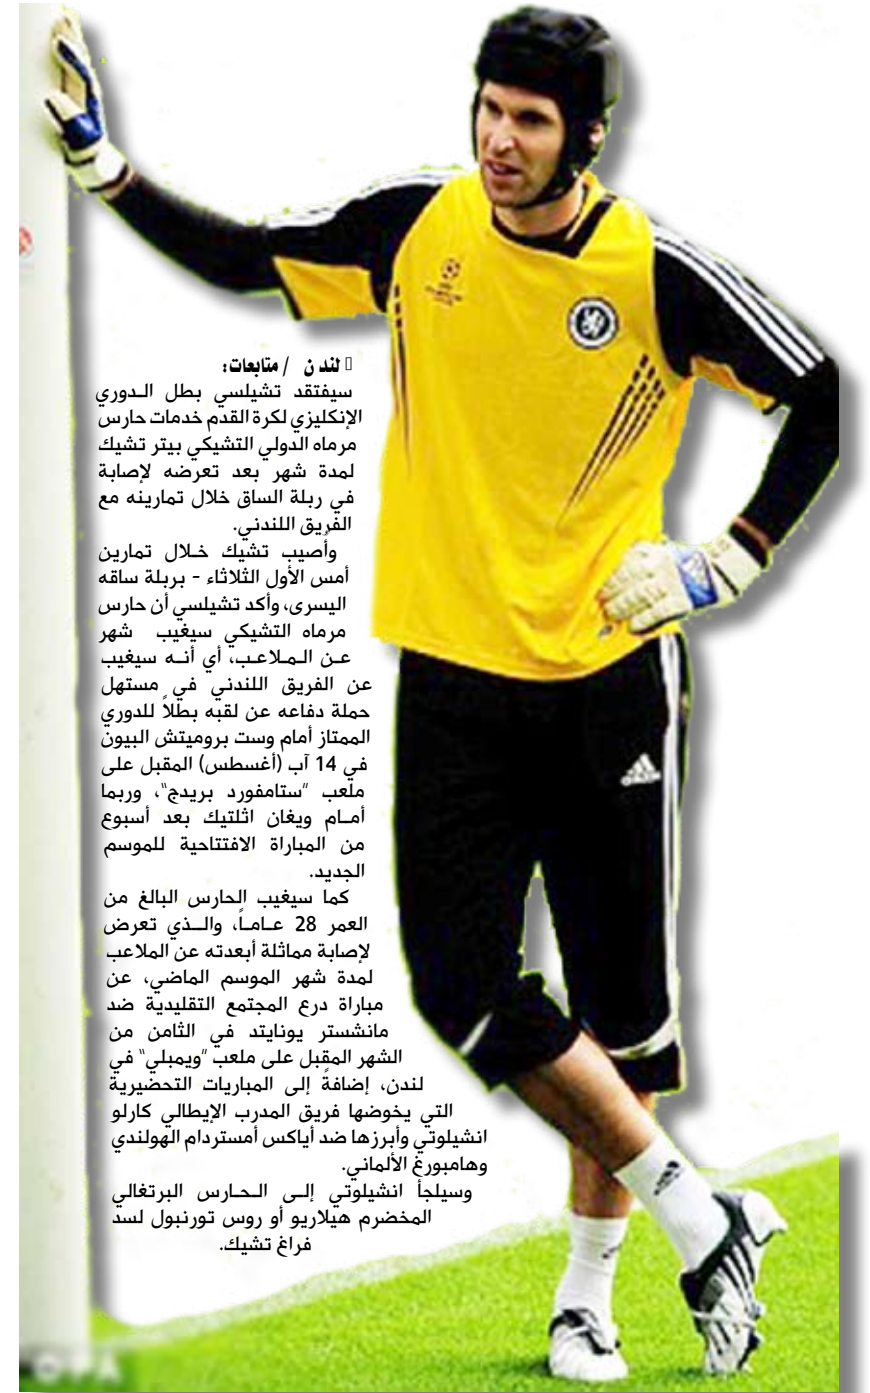 لندن / متابعات:
سيفتقد تشيلسي بطل الدوري
الإنكليزي لكرة القدم خدمات حارس
مرماه الدولي التشيكي بيتر تشيك
لمدة شهر بعد تعرضه لإصابة
في ربلة الساق خلال تمارينه مع
الفريق اللندني.
وأُصيب تشيك خلال تمارين
أمس الأول الثلاثاء - بربلة ساقه
اليسرى، وأكد تشيلسي أن حارس
مرماه التشيكي سيغيب شهر
عن الملاعب، أي أنه سيغيب
عن الفريق اللندني في مستهل
حملة دفاعه عن لقبه بطلاً للدوري
الممتاز أمام وست بروميتش البيون
في 14 آب (أغسطس) المقبل على
ملعب "ستامفورد بريدج"، وربما
أمام ويغان اثلتيك بعد أسبوع
من المباراة الافتتاحية للموسم
الجديد.
كما سيغيب الحارس البالغ من
العمر 28 عاماً، والذي تعرض
لإصابة مماثلة أبعدته عن الملاعب
لمدة شهر الموسم الماضي، عن
مباراة درع المجتمع التقليدية ضد
مانشستر يونايتد في الثامن من
الشهر المقبل على ملعب "ويمبلي" في
لندن، إضافةً إلى المباريات التحضيرية
التي يخوضها فريق المدرب الإيطالي كارلو
انشيلوتي وأبرزها ضد أياكس أمستردام الهولندي
وهامبورغ الألماني.
وسيلجأ انشيلوتي إلى الحارس البرتغالي
المخضرم هيلاريو أو روس تورنبول لسد
فراغ تشيك.